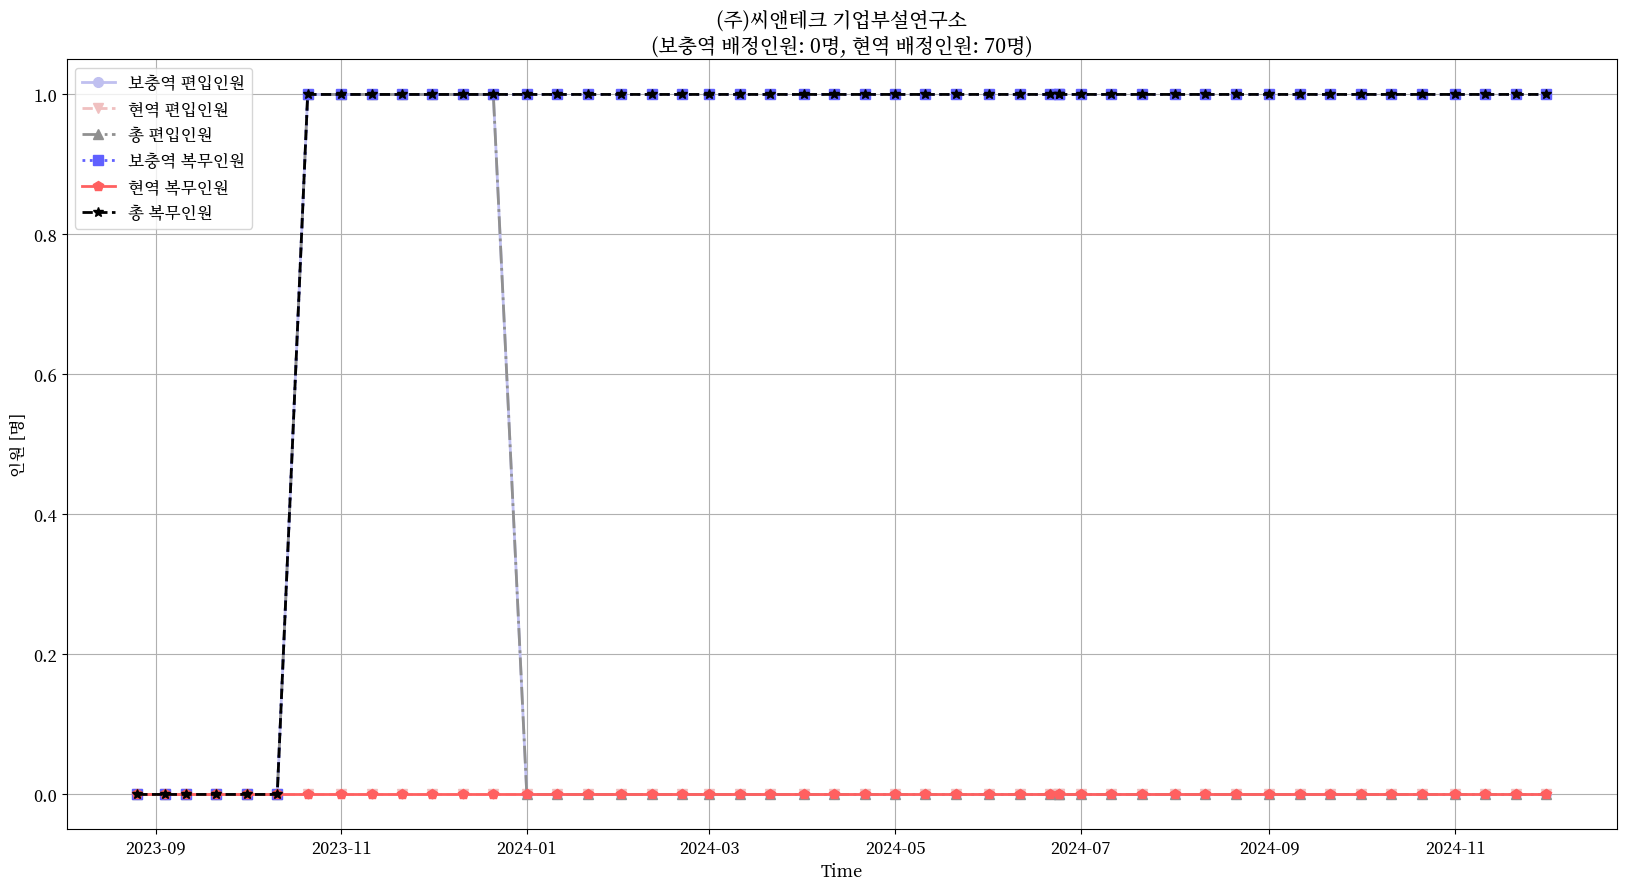 (주)씨앤테크 기업부설연구소
(보충역 배정인원: 0명, 현역 배정인원: 70명)
보충역 편입인원
현역 편입인원
총 편입인원
보충역 복무인원
현역 복무인원
총 복무인원
인원 [명]
1.0
0.8
0.6
0.4
0.2
0.0
2023-09 2023-11 2024-01 2024-03 2024-05 2024-07 2024-09 2024-11
Time